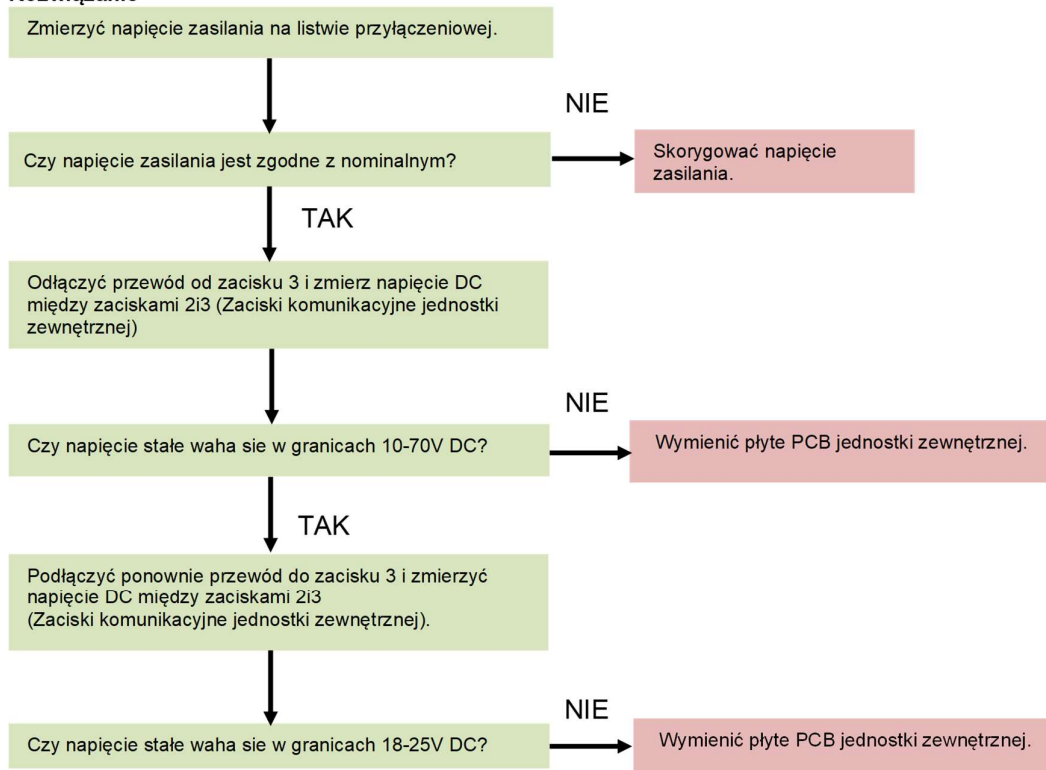 Zmierzyć napięcie zasilania na listwie przyłączeniowej.
NIE
Czy napięcie zasilania jest zgodne z nominalnym?
Skorygować napięcie
zasilania.
TAK
Odłączyć przewód od zacisku 3 i zmierz napięcie DC
między zaciskami 2i3 (Zaciski komunikacyjne jednostki
zewnętrznej)
NIE
Czy napięcie stałe waha sie w granicach 10-70V DC?
Wymienić płyte PCB jednostki zewnętrznej.
TAK
Podłączyć ponownie przewód do zacisku 3 i zmierzyć
napięcie DC między zaciskami 2i3
(Zaciski komunikacyjne jednostki zewnętrznej).
NIE
Czy napięcie stałe waha sie w granicach 18-25V DC?
Wymienić płyte PCB jednostki zewnętrznej.